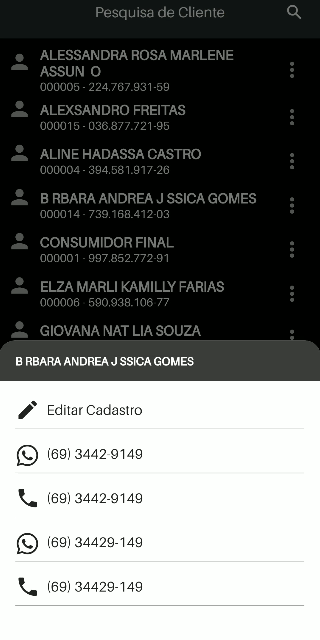 Pesquisa de Cliente
ALESSANDRA ROSA MARLENE
ASSUN O
000005 - 224.767.931-59
ALEXSANDRO FREITAS
000015 - 036.877.721-95
ALINE HADASSA CASTRO
000004 - 394.581.917-26
B RBARA ANDREA J SSICA GOMES
000014 - 739.168.412-03
CONSUMIDOR FINAL
000001 - 997.852.772-91
ELZA MARLI KAMILLY FARIAS
000006 - 590.938.106-77
GIOVANA NAT LIA SOUZA
B RBARA ANDREA J SSICA GOMES
Editar Cadastro
(69) 3442-9149
(69) 3442-9149
(69) 34429-149
(69) 34429-149